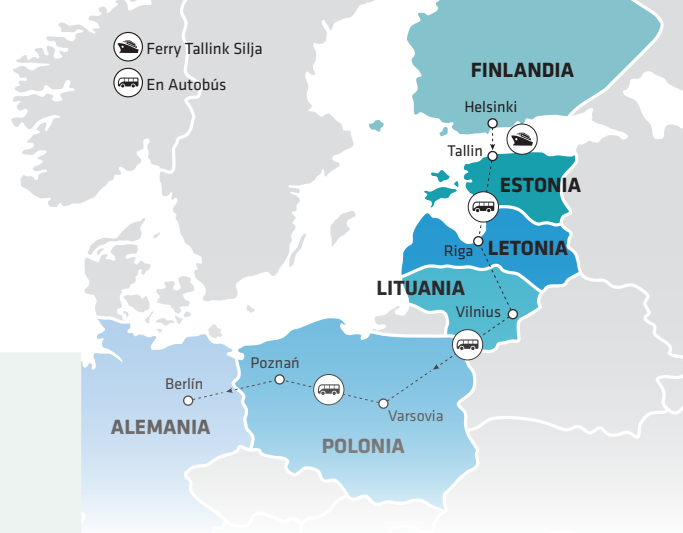 Ferry Tallink Silja
En Autobús
FINLANDIA
Helsinki
Tallin
ESTONIA
Riga
LETONIA
LITUANIA
Vilnius
Poznań
Berlín
Varsovia
ALEMANIA
POLONIA